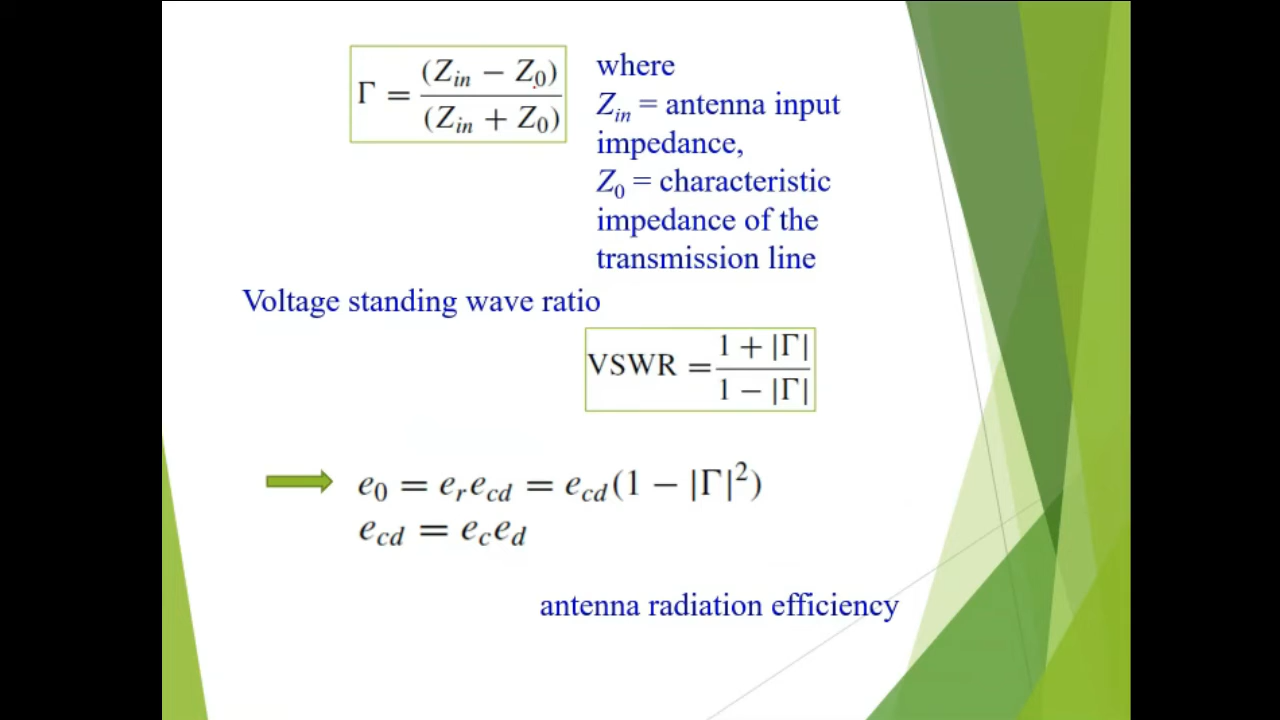 Γ = (Z_in − Z_0) / (Z_in + Z_0)
where
Z_in = antenna input
impedance,
Z_0 = characteristic
impedance of the
transmission line
Voltage standing wave ratio
VSWR = (1 + |Γ|) / (1 − |Γ|)
e_0 = e_r e_cd = e_cd(1 − |Γ|²)
e_cd = e_c e_d
antenna radiation efficiency